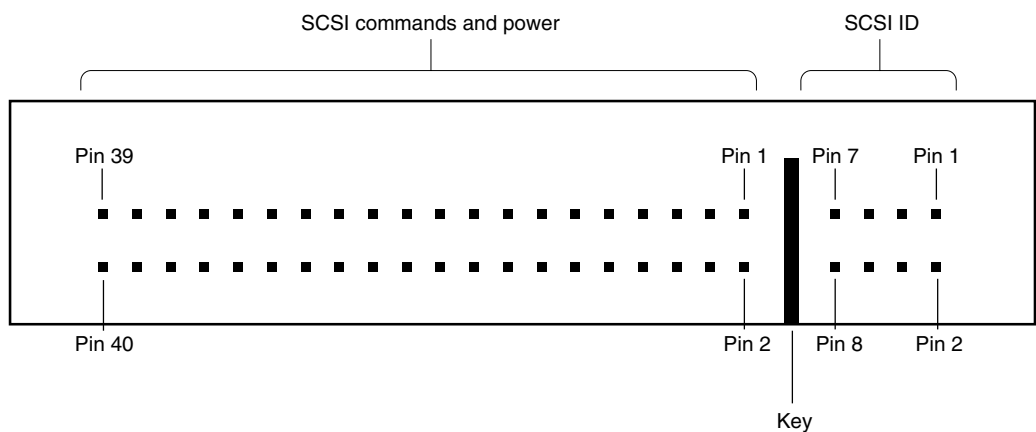 SCSI commands and power
SCSI ID
Pin 39
Pin 1
Pin 7
Pin 1
Pin 40
Pin 2
Pin 8
Pin 2
Key